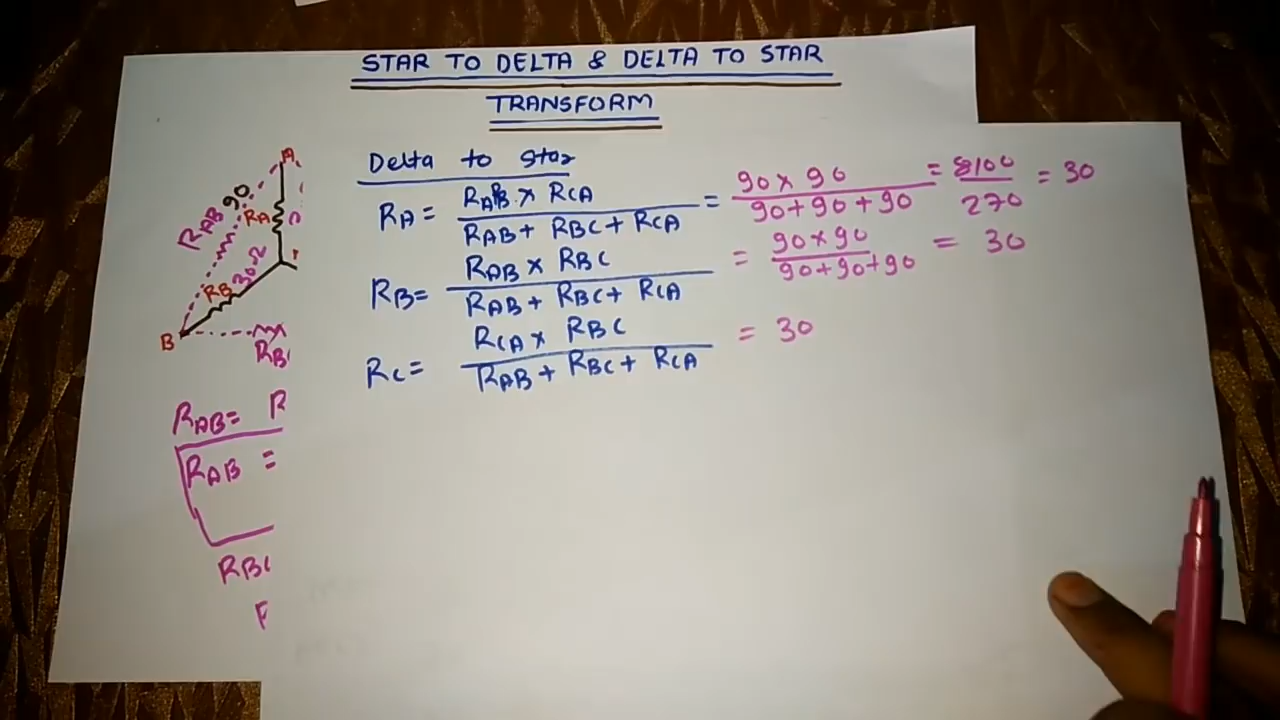 STAR TO DELTA & DELTA TO STAR
TRANSFORM
Delta to Star
RA = RAB × RCA / RAB + RBC + RCA = 90 × 90 / 90 + 90 + 90 = 8100 / 270 = 30
RB = RAB × RBC / RAB + RBC + RCA = 90 × 90 / 90 + 90 + 90 = 30
RC = RCA × RBC / RAB + RBC + RCA = 30
A
RAB 90
RA
RB 30Ω
B
RB
RAB = R
RAB =
RBC